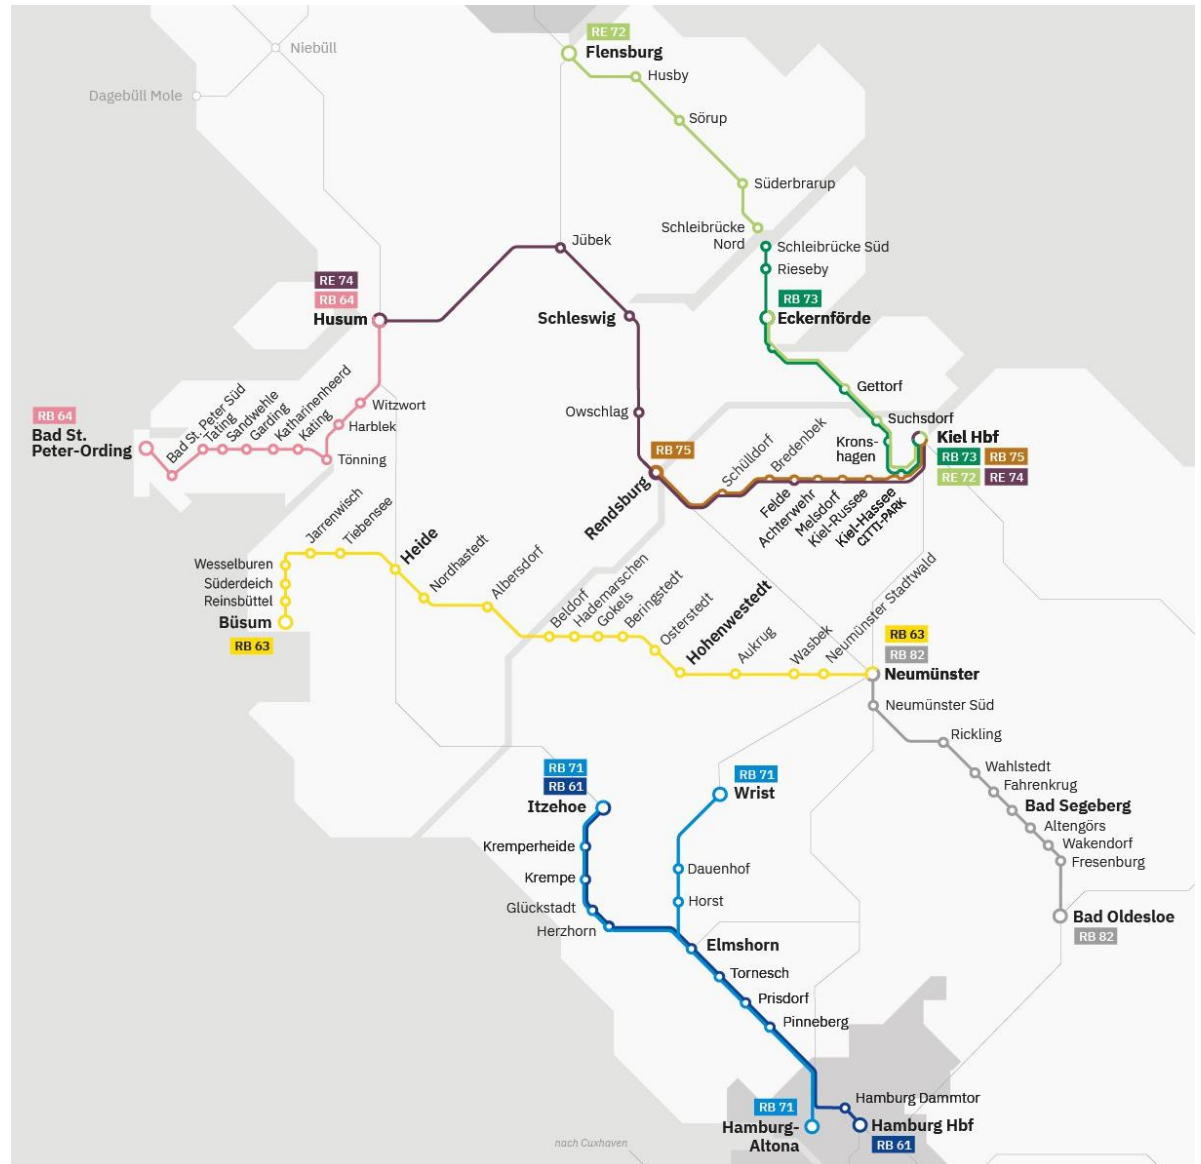 RE 72
Flensburg
Niebüll
Husby
Dagebüll Mole
Sörup
Süderbrarup
Schleibrücke
Nord
Jübek
Schleibrücke Süd
Rieseby
RE 74
RB 64
Husum
RB 73
Eckernförde
Schleswig
Gettorf
Witzwort
Harblek
Tönning
RB 64
Bad St.
Peter-Ording
Bad St. Peter Süd
Tating
Sandwehle
Garding
Katharinenheerd
Kating
Owschlag
Suchsdorf
Krons-
hagen
Kiel Hbf
RB 73
RB 75
RE 72
RE 74
RB 75
Rendsburg
Schülldorf
Bredenbek
Felde
Achterwehr
Melsdorf
Kiel-Russee
Kiel-Hassee
CITTI-PARK
Jarrenwisch
Tiebensee
Heide
Nordhastedt
Albersdorf
Wesselburen
Süderdeich
Reinsbüttel
Büsum
RB 63
Beldorf
Hademarschen
Gokels
Beringstedt
Osterstedt
Hohenwestedt
Aukrug
Wasbek
Neumünster Stadtwald
RB 63
RB 82
Neumünster
Neumünster Süd
Rickling
Wahlstedt
Fahrenkrug
Bad Segeberg
Altengörs
Wakendorf
Fresenburg
Bad Oldesloe
RB 82
RB 71
RB 61
Itzehoe
RB 71
Wrist
Kremperheide
Krempe
Glückstadt
Herzhorn
Dauenhof
Horst
Elmshorn
Tornesch
Prisdorf
Pinneberg
Hamburg Dammtor
RB 71
Hamburg-
Altona
Hamburg Hbf
RB 61
nach Cuxhaven